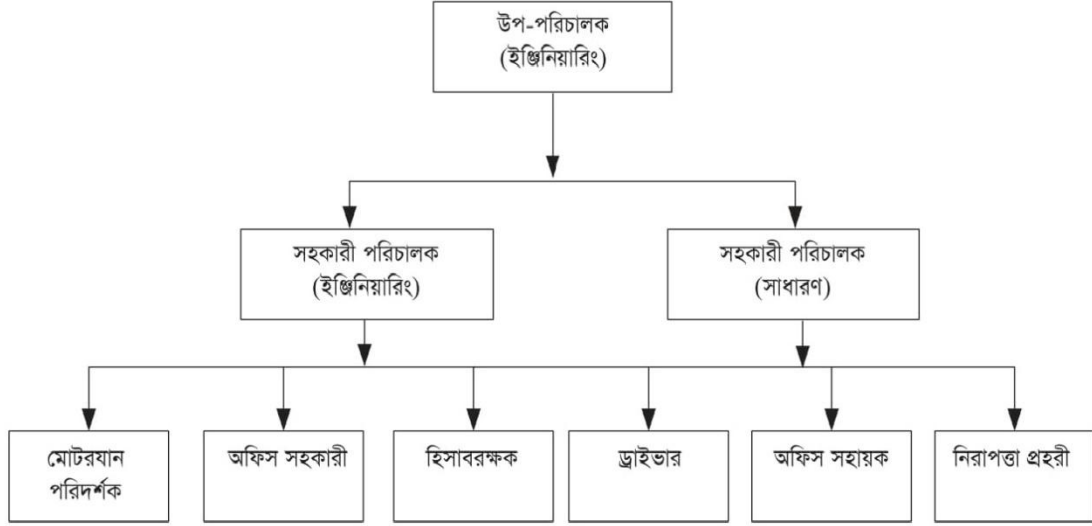 উপ-পরিচালক
(ইঞ্জিনিয়ারিং)
সহকারী পরিচালক
(ইঞ্জিনিয়ারিং)
সহকারী পরিচালক
(সাধারণ)
মোটরযান
পরিদর্শক
অফিস সহকারী
হিসাবরক্ষক
ড্রাইভার
অফিস সহায়ক
নিরাপত্তা প্রহরী